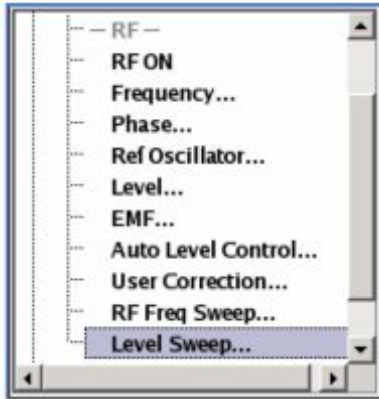 — RF —
RF ON
Frequency...
Phase...
Ref Oscillator...
Level...
EMF...
Auto Level Control...
User Correction...
RF Freq Sweep...
Level Sweep...